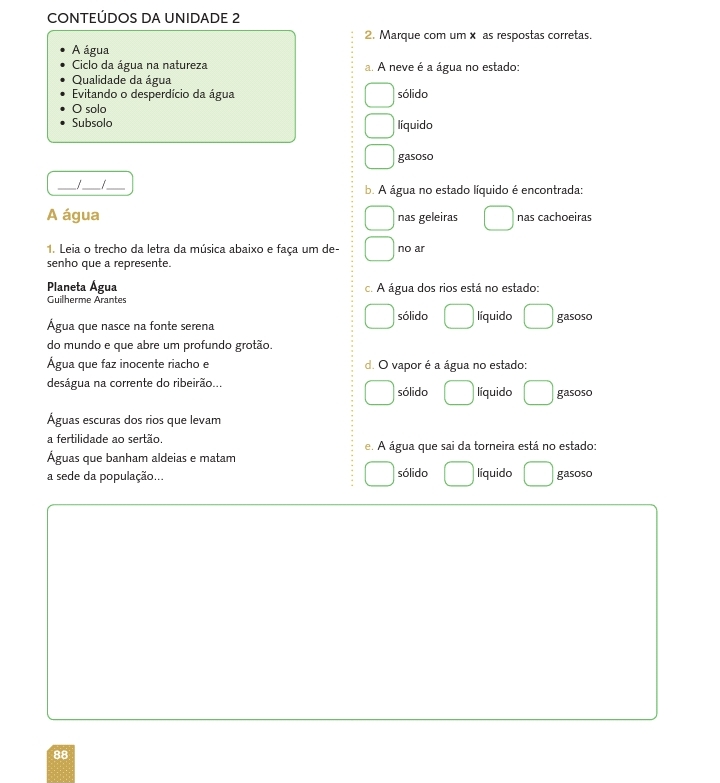 CONTEÚDOS DA UNIDADE 2
• A água
• Ciclo da água na natureza
• Qualidade da água
• Evitando o desperdício da água
• O solo
• Subsolo
___/___/___
A água
1. Leia o trecho da letra da música abaixo e faça um de-
senho que a represente.
Planeta Água
Guilherme Arantes
Água que nasce na fonte serena
do mundo e que abre um profundo grotão.
Água que faz inocente riacho e
deságua na corrente do ribeirão...
Águas escuras dos rios que levam
a fertilidade ao sertão.
Águas que banham aldeias e matam
a sede da população...
2. Marque com um x as respostas corretas.
a. A neve é a água no estado:
sólido
líquido
gasoso
b. A água no estado líquido é encontrada:
nas geleiras nas cachoeiras
no ar
c. A água dos rios está no estado:
sólido líquido gasoso
d. O vapor é a água no estado:
sólido líquido gasoso
e. A água que sai da torneira está no estado:
sólido líquido gasoso
88